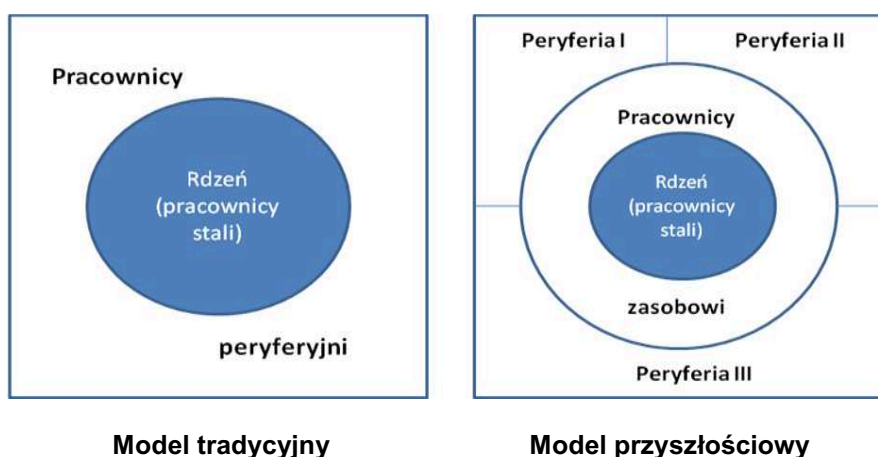 Pracownicy
Rdzeń
(pracownicy
stali)
peryferyjni
Model tradycyjny
Peryferia I
Peryferia II
Pracownicy
Rdzeń
(pracownicy
stali)
zasobowi
Peryferia III
Model przyszłościowy